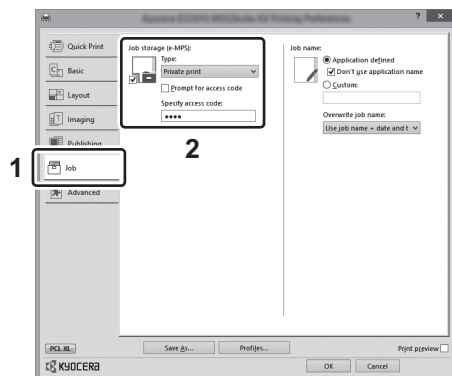 ? ×
Quick Print
Basic
Layout
Imaging
Publishing
1
Job
Advanced
Job storage (e-MPS):
Type:
Private print
Prompt for access code
Specify access code:
••••
2
Job name:
Application defined
Don't use application name
Custom:
Overwrite job name:
Use job name + date and t
PCL XL
Save As...
Profiles...
Print preview
KYOCERA
OK
Cancel